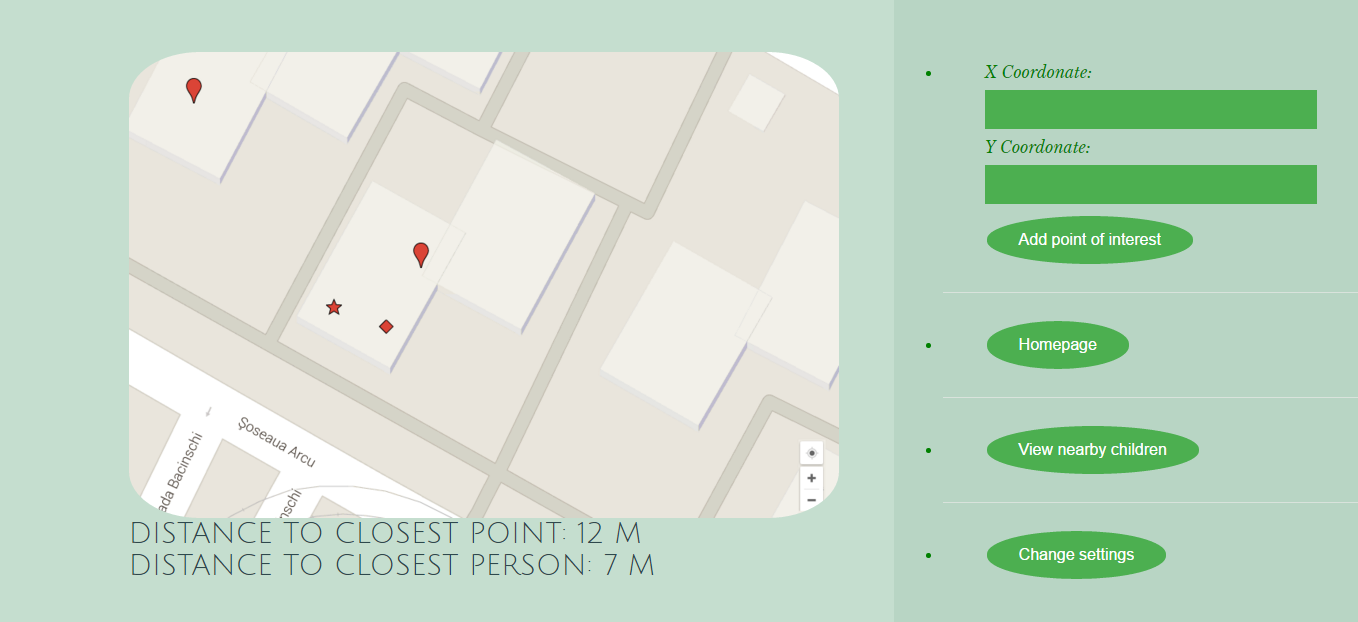 Şoseaua Arcu
ada Bacinschi
nschi
DISTANCE TO CLOSEST POINT: 12 M
DISTANCE TO CLOSEST PERSON: 7 M
X Coordonate:
Y Coordonate:
Add point of interest
Homepage
View nearby children
Change settings